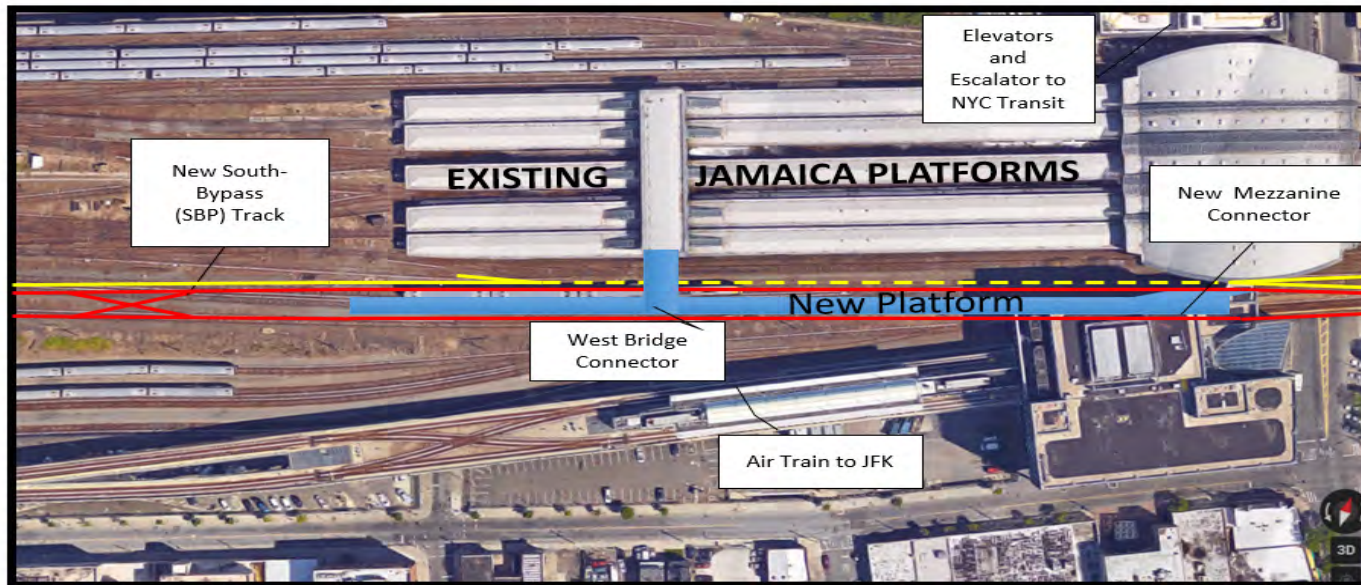 Elevators
and
Escalator to
NYC Transit
New South-
Bypass
(SBP) Track
EXISTING JAMAICA PLATFORMS
New Mezzanine
Connector
New Platform
West Bridge
Connector
Air Train to JFK
3D